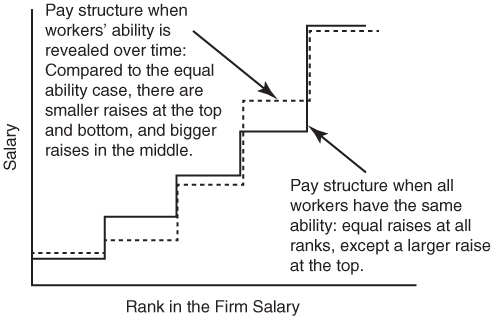 Pay structure when
workers' ability is
revealed over time:
Compared to the equal
ability case, there are
smaller raises at the top
and bottom, and bigger
raises in the middle.
Salary
Pay structure when all
workers have the same
ability: equal raises at all
ranks, except a larger raise
at the top.
Rank in the Firm Salary